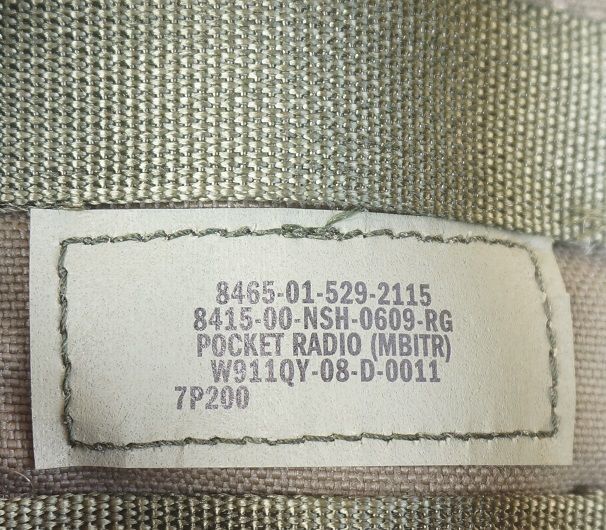 8465-01-529-2115
8415-00-NSH-0609-RG
POCKET RADIO (MBITR)
W911QY-08-D-0011
7P200